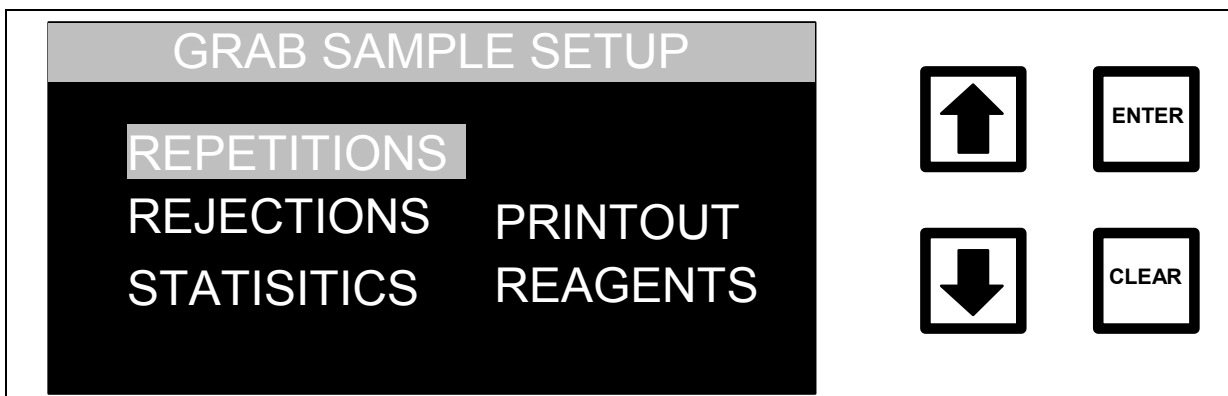 GRAB SAMPLE SETUP
REPETITIONS
REJECTIONS PRINTOUT
STATISITICS REAGENTS
ENTER
CLEAR